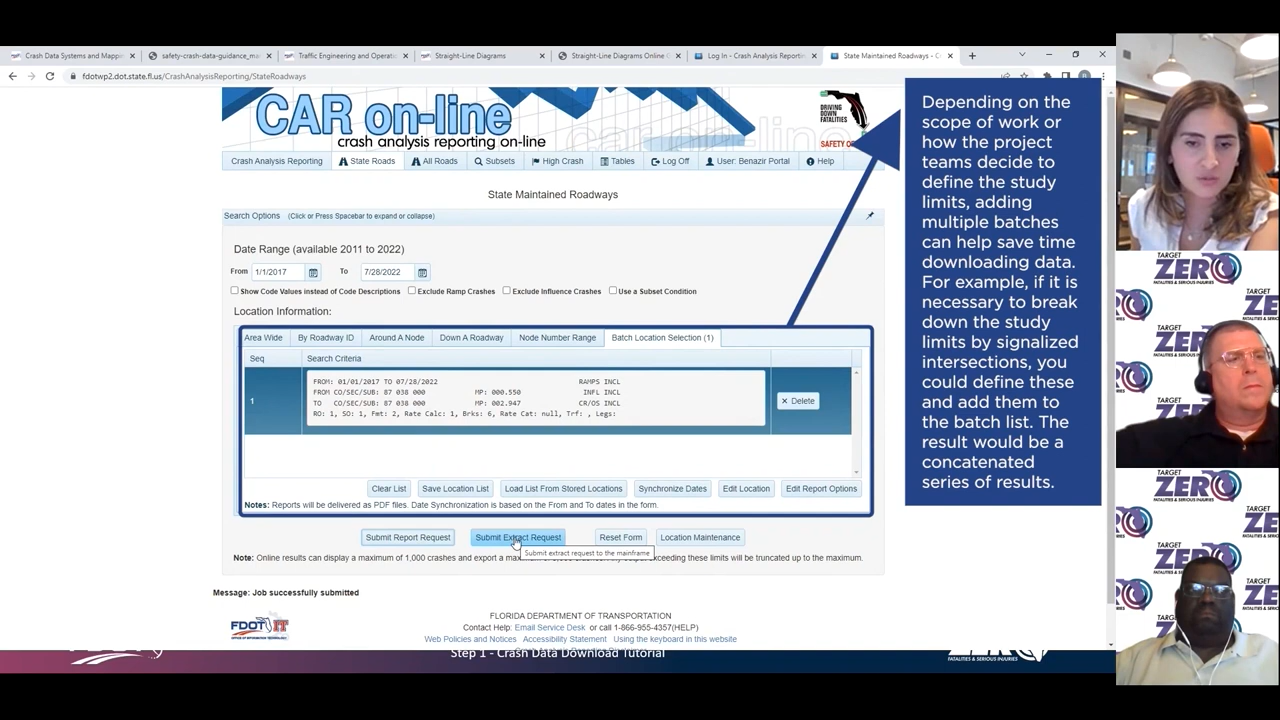 Crash Data Systems and Mappin
safety-crash-data-guidance_ma
Traffic Engineering and Operatio
Straight-Line Diagrams
Straight-Line Diagrams Online G
Log In - Crash Analysis Reporting
State Maintained Roadways - C
fdotwp2.dot.state.fl.us/CrashAnalysisReporting/StateRoadways
CAR on-line
crash analysis reporting on-line
DRIVING
DOWN
FATALITIES
SAFETY
Crash Analysis Reporting State Roads All Roads Subsets High Crash Tables Log Off User: Benazir Portal Help
State Maintained Roadways
Search Options (Click or Press Spacebar to expand or collapse)
Date Range (available 2011 to 2022)
From 1/1/2017 To 7/28/2022
Show Code Values instead of Code Descriptions Exclude Ramp Crashes Exclude Influence Crashes Use a Subset Condition
Location Information:
Area Wide By Roadway ID Around A Node Down A Roadway Node Number Range Batch Location Selection (1)
Seq Search Criteria
1
FROM: 01/01/2017 TO 07/28/2022 RAMPS INCL
FROM CO/SEC/SUB: 87 038 000 MP: 000.550 INFL INCL
TO CO/SEC/SUB: 87 038 000 MP: 002.947 CR/OS INCL
RO: 1, SO: 1, Fmt: 2, Rate Calc: 1, Brks: 6, Rate Cat: null, Trf: , Legs:
Delete
Clear List Save Location List Load List From Stored Locations Synchronize Dates Edit Location Edit Report Options
Notes: Reports will be delivered as PDF files. Date Synchronization is based on the From and To dates in the form.
Submit Report Request Submit Extract Request Reset Form Location Maintenance
Submit extract request to the mainframe
Note: Online results can display a maximum of 1,000 crashes and export a exceeding these limits will be truncated up to the maximum.
Message: Job successfully submitted
FDOT IT
FLORIDA DEPARTMENT OF TRANSPORTATION
Contact Help: Email Service Desk or call 1-866-955-4357(HELP)
Web Policies and Notices Accessibility Statement Using the keyboard in this website
Step 1 - Crash Data Download Tutorial
FATALITIES & SERIOUS INJURIES
Depending on the
scope of work or
how the project
teams decide to
define the study
limits, adding
multiple batches
can help save time
downloading data.
For example, if it is
necessary to break
down the study
limits by signalized
intersections, you
could define these
and add them to
the batch list. The
result would be a
concatenated
series of results.
TARGET
ZERO
FATALITIES & SERIOUS INJURIES
TARGET
ZERO
TARGET
ZERO